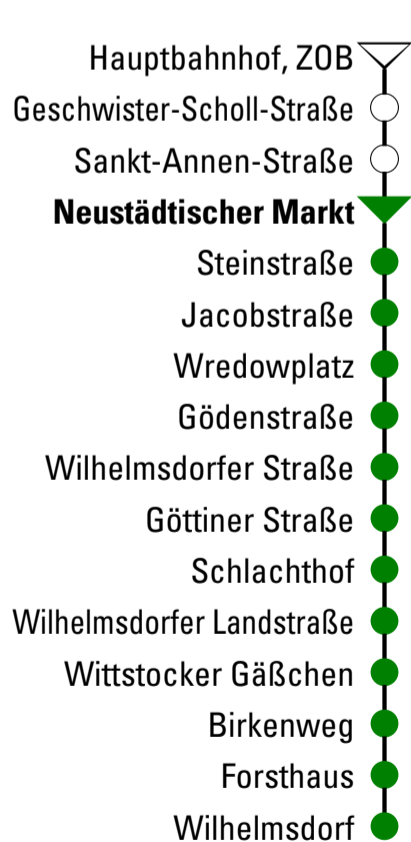 Hauptbahnhof, ZOB
Geschwister-Scholl-Straße
Sankt-Annen-Straße
Neustädtischer Markt
Steinstraße
Jacobstraße
Wredowplatz
Gödenstraße
Wilhelmsdorfer Straße
Göttiner Straße
Schlachthof
Wilhelmsdorfer Landstraße
Wittstocker Gäßchen
Birkenweg
Forsthaus
Wilhelmsdorf